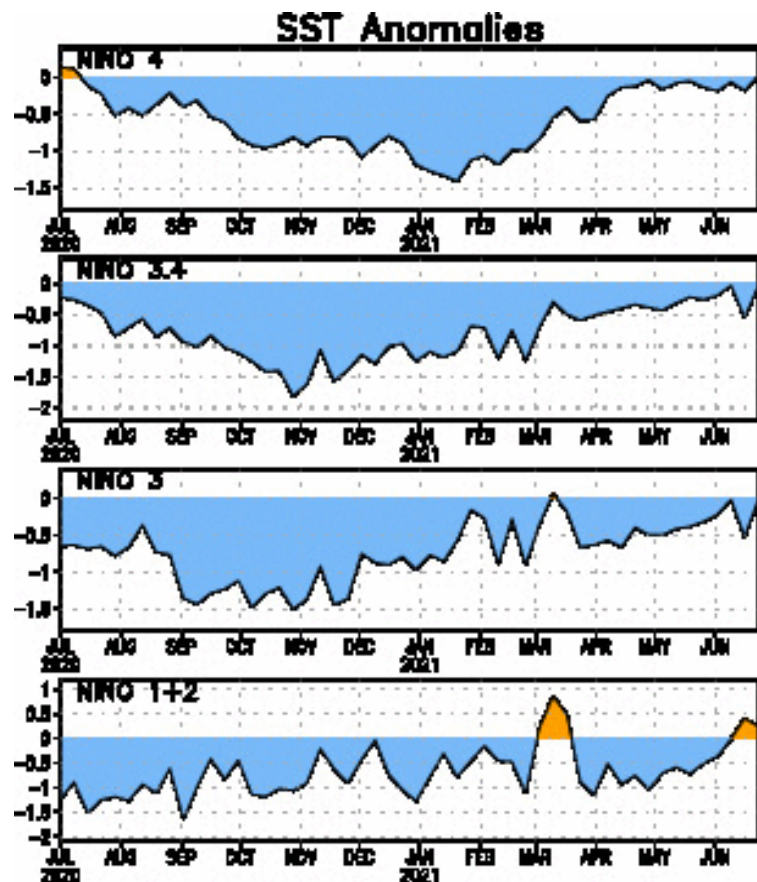 SST Anomalies
NINO 4
0
-0.5
-1
-1.5
JUL AUG SEP OCT NOV DEC JAN FEB MAR APR MAY JUN
2020 2021
NINO 3.4
0
-0.5
-1
-1.5
-2
JUL AUG SEP OCT NOV DEC JAN FEB MAR APR MAY JUN
2020 2021
NINO 3
0
-0.5
-1
-1.5
JUL AUG SEP OCT NOV DEC JAN FEB MAR APR MAY JUN
2020 2021
NINO 1+2
1
0.5
0
-0.5
-1
-1.5
-2
JUL AUG SEP OCT NOV DEC JAN FEB MAR APR MAY JUN
2020 2021